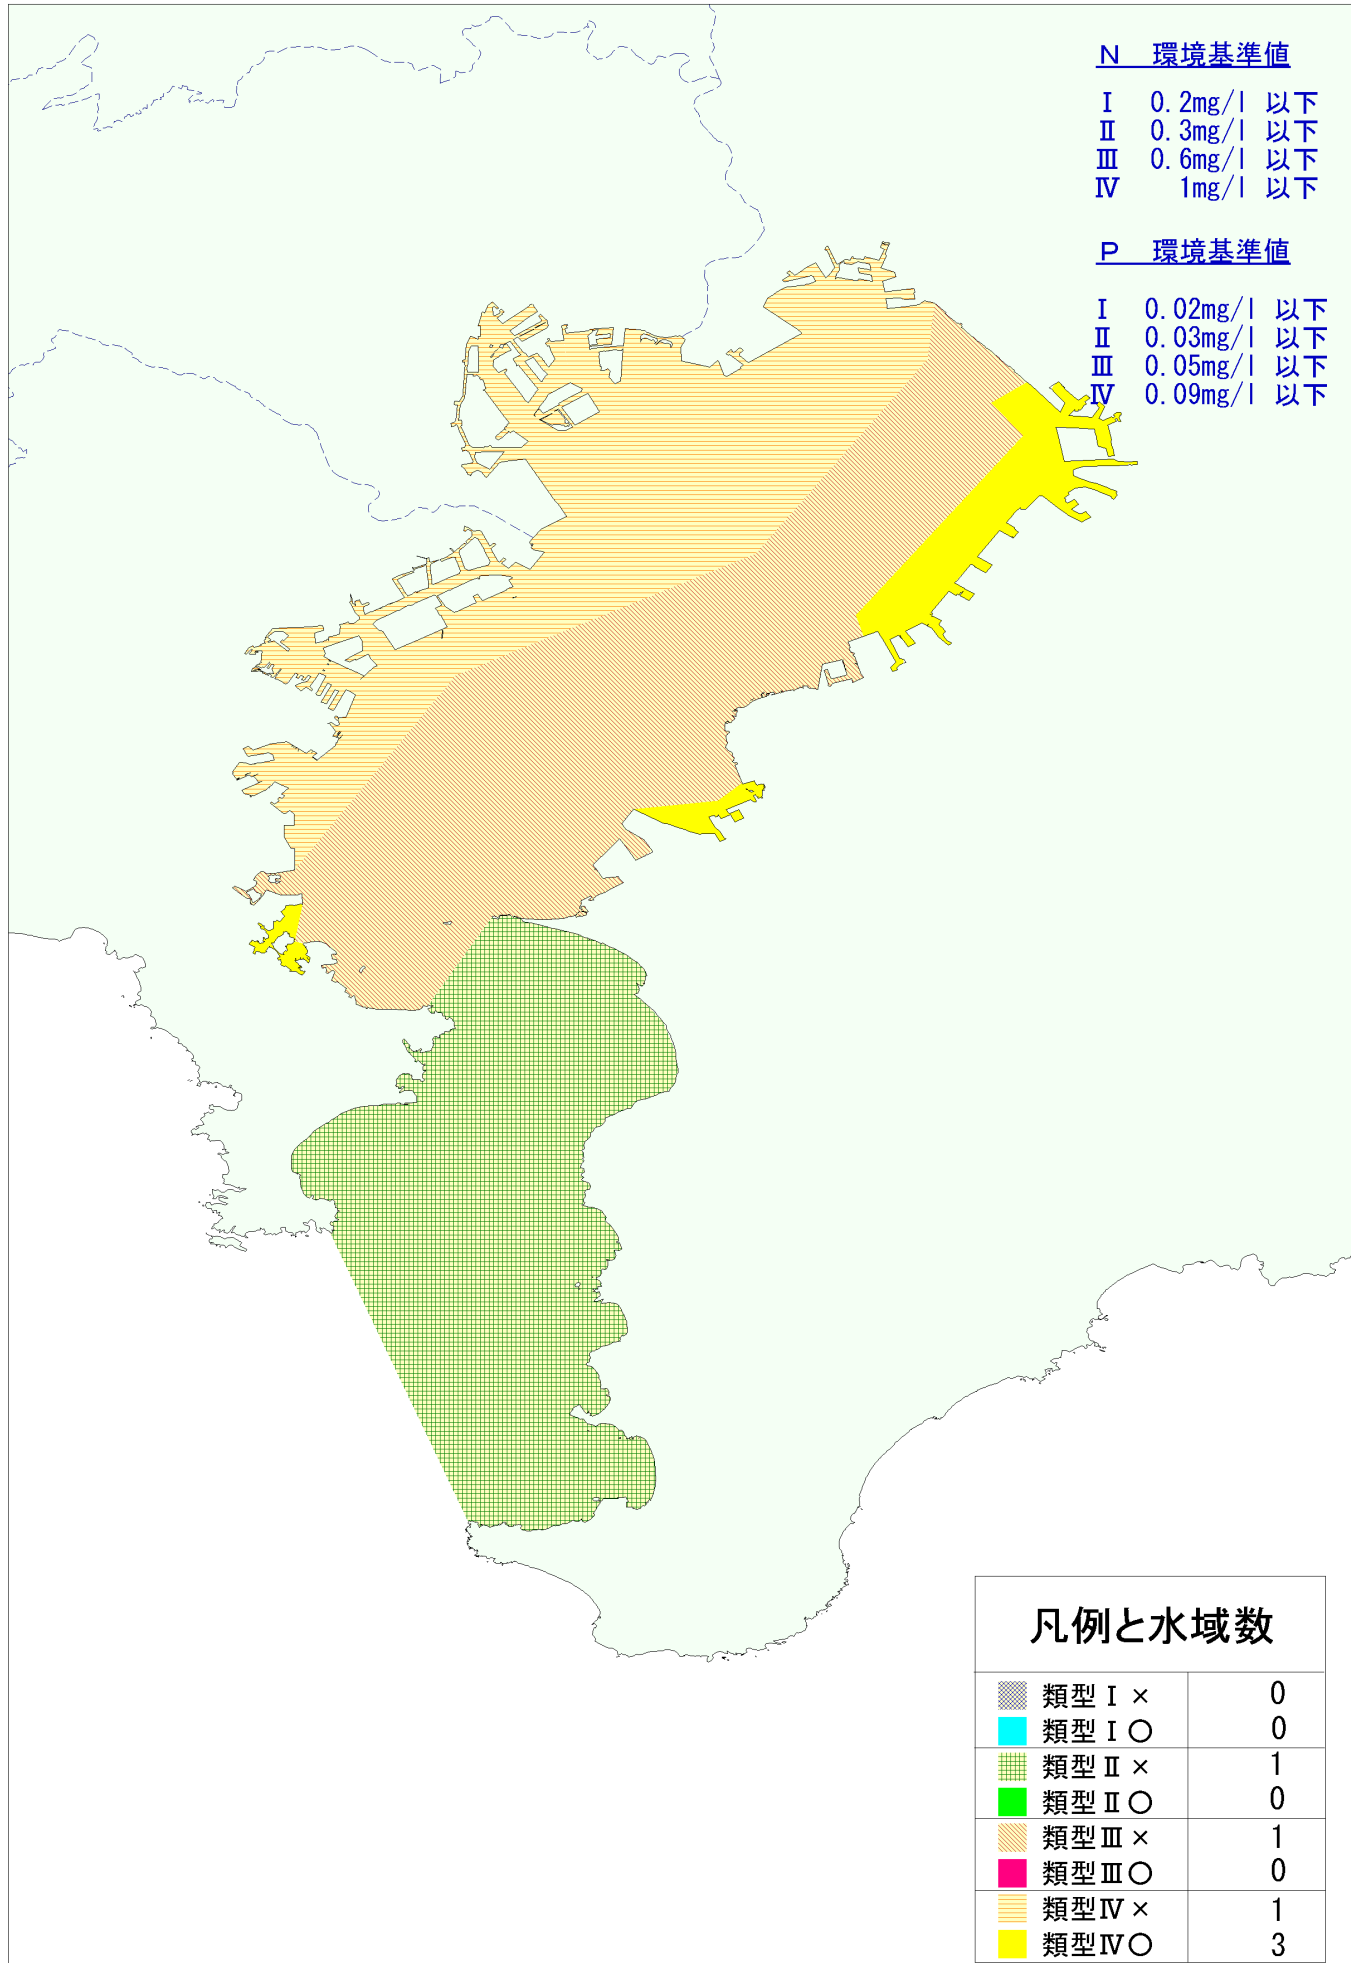 N 環境基準値
Ⅰ 0.2mg/l 以下
Ⅱ 0.3mg/l 以下
Ⅲ 0.6mg/l 以下
Ⅳ 1mg/l 以下
P 環境基準値
Ⅰ 0.02mg/l 以下
Ⅱ 0.03mg/l 以下
Ⅲ 0.05mg/l 以下
Ⅳ 0.09mg/l 以下
凡例と水域数
類型Ⅰ× 0
類型Ⅰ○ 0
類型Ⅱ× 1
類型Ⅱ○ 0
類型Ⅲ× 1
類型Ⅲ○ 0
類型Ⅳ× 1
類型Ⅳ○ 3